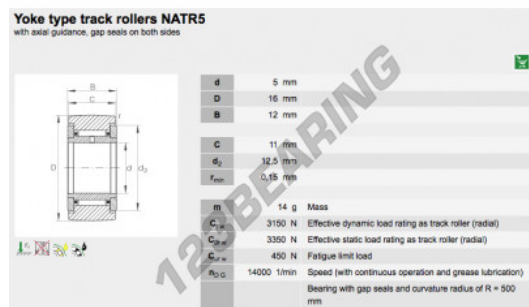 Yoke type track rollers NATR5
with axial guidance, gap seals on both sides
B
C
r
D
d
d2
d 5 mm
D 16 mm
B 12 mm
C 11 mm
d2 12,5 mm
rmin 0,15 mm
m 14 g Mass
Cr w 3150 N Effective dynamic load rating as track roller (radial)
C0r w 3350 N Effective static load rating as track roller (radial)
Cur w 450 N Fatigue limit load
nD G 14000 1/min Speed (with continuous operation and grease lubrication)
Bearing with gap seals and curvature radius of R = 500
mm
123BEARING